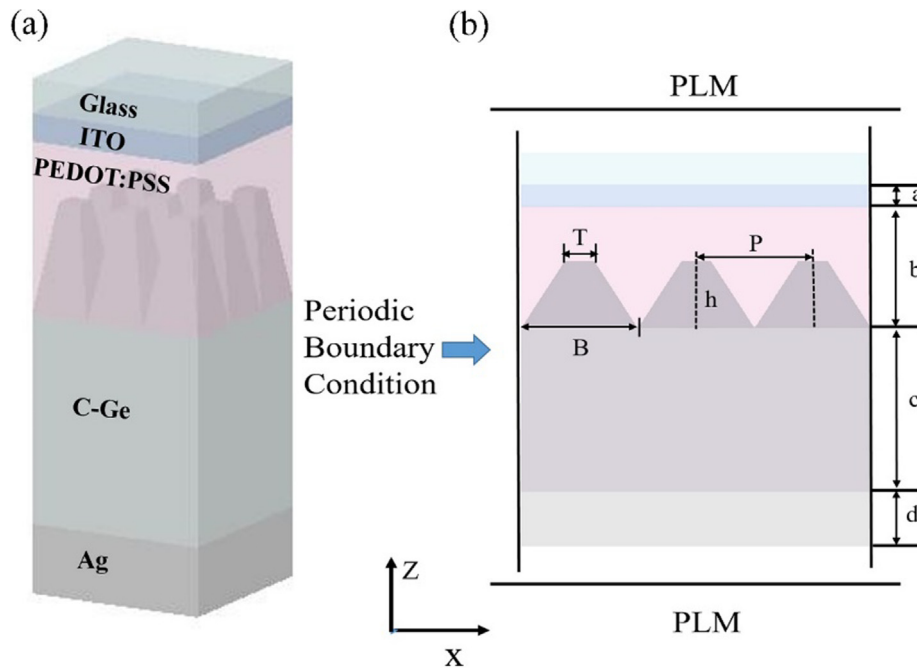 (a)
Glass
ITO
PEDOT:PSS
C-Ge
Ag
Periodic
Boundary
Condition
(b)
PLM
a
T
P
b
h
B
c
d
Z
X
PLM